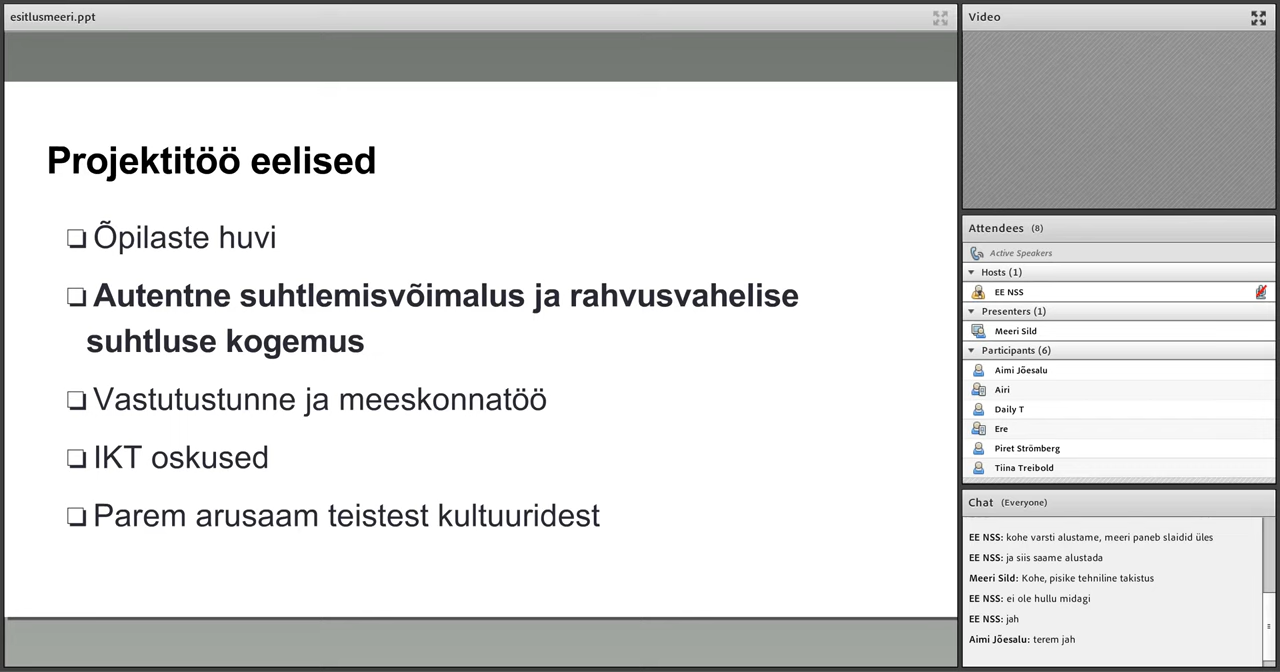 esitlusmeeri.ppt
Projektitöö eelised
❏ Õpilaste huvi
❏ Autentne suhtlemisvõimalus ja rahvusvahelise
suhtluse kogemus
❏ Vastutustunne ja meeskonnatöö
❏ IKT oskused
❏ Parem arusaam teistest kultuuridest
Video
Attendees (8)
Active Speakers
Hosts (1)
EE NSS
Presenters (1)
Meeri Sild
Participants (6)
Aimi Jõesalu
Airi
Daily T
Ere
Piret Strömberg
Tiina Treibold
Chat (Everyone)
EE NSS: kohe varsti alustame, meeri paneb slaidid üles
EE NSS: ja siis saame alustada
Meeri Sild: Kohe, pisike tehniline takistus
EE NSS: ei ole hullu midagi
EE NSS: jah
Aimi Jõesalu: terem jah